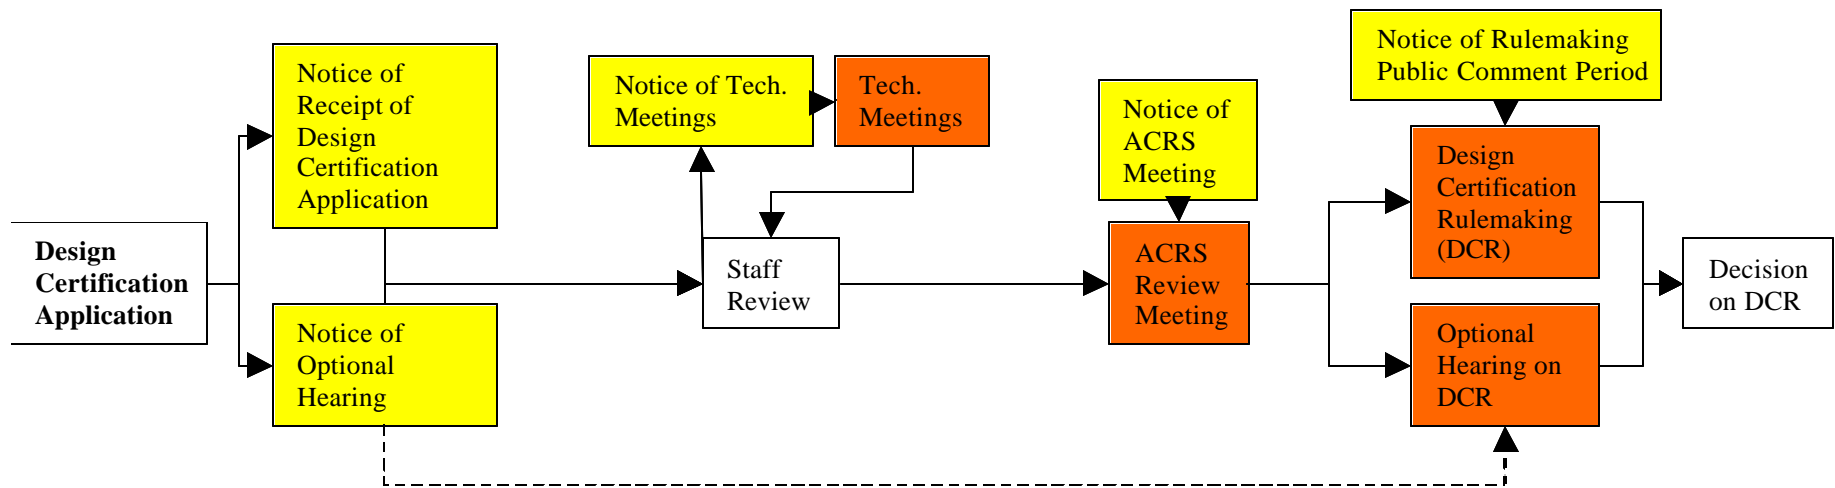 Design
Certification
Application
Notice of
Receipt of
Design
Certification
Application
Notice of
Optional
Hearing
Notice of Tech.
Meetings
Tech.
Meetings
Staff
Review
Notice of
ACRS
Meeting
ACRS
Review
Meeting
Notice of Rulemaking
Public Comment Period
Design
Certification
Rulemaking
(DCR)
Optional
Hearing on
DCR
Decision
on DCR